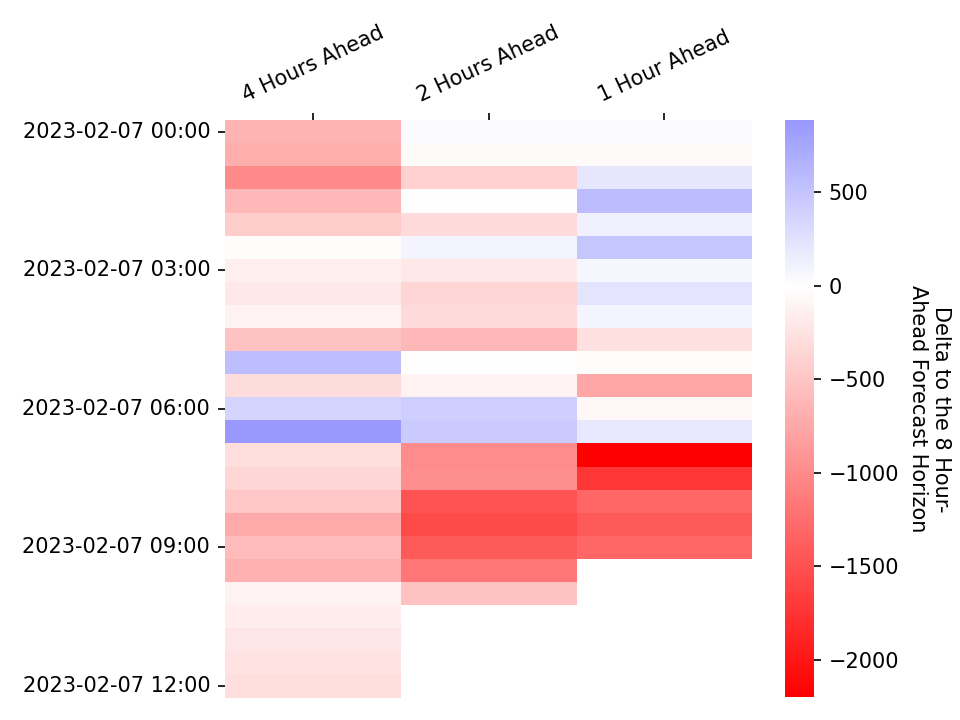 4 Hours Ahead
2 Hours Ahead
1 Hour Ahead
2023-02-07 00:00
2023-02-07 03:00
2023-02-07 06:00
2023-02-07 09:00
2023-02-07 12:00
500
0
−500
−1000
−1500
−2000
Delta to the 8 Hour-
Ahead Forecast Horizon